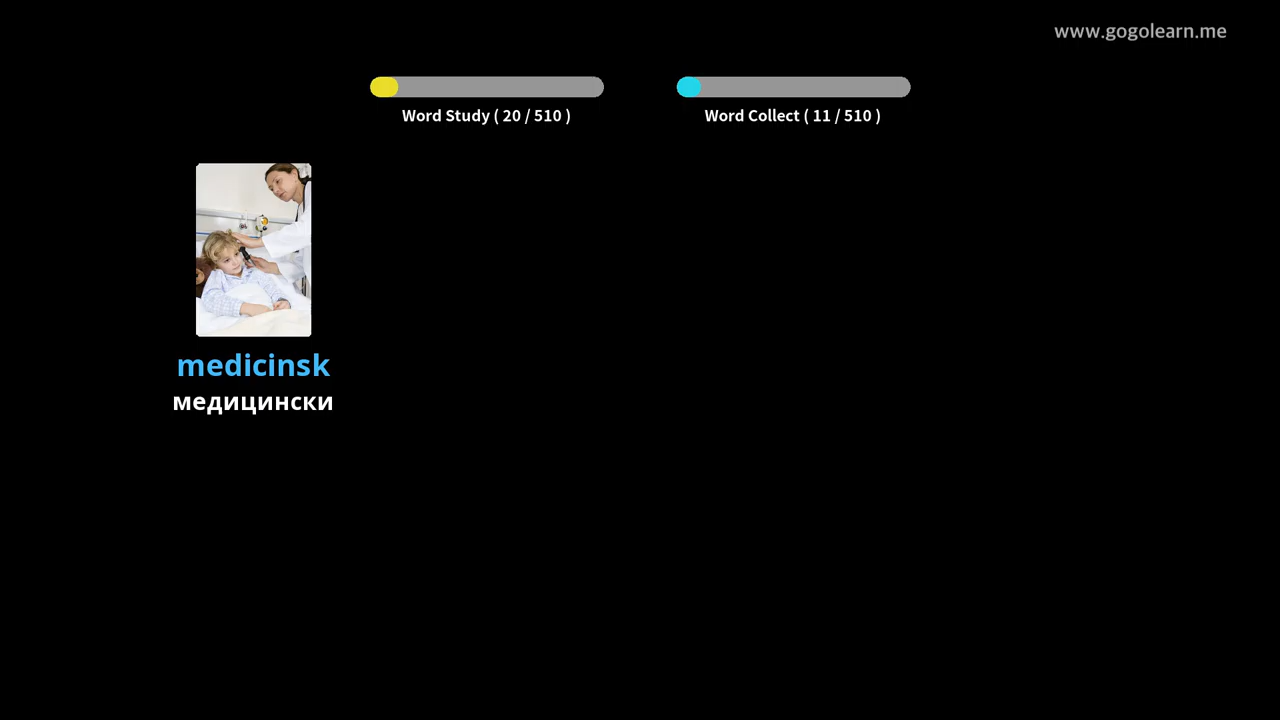 www.gogolearn.me
Word Study ( 20 / 510 )
Word Collect ( 11 / 510 )
medicinsk
медицински